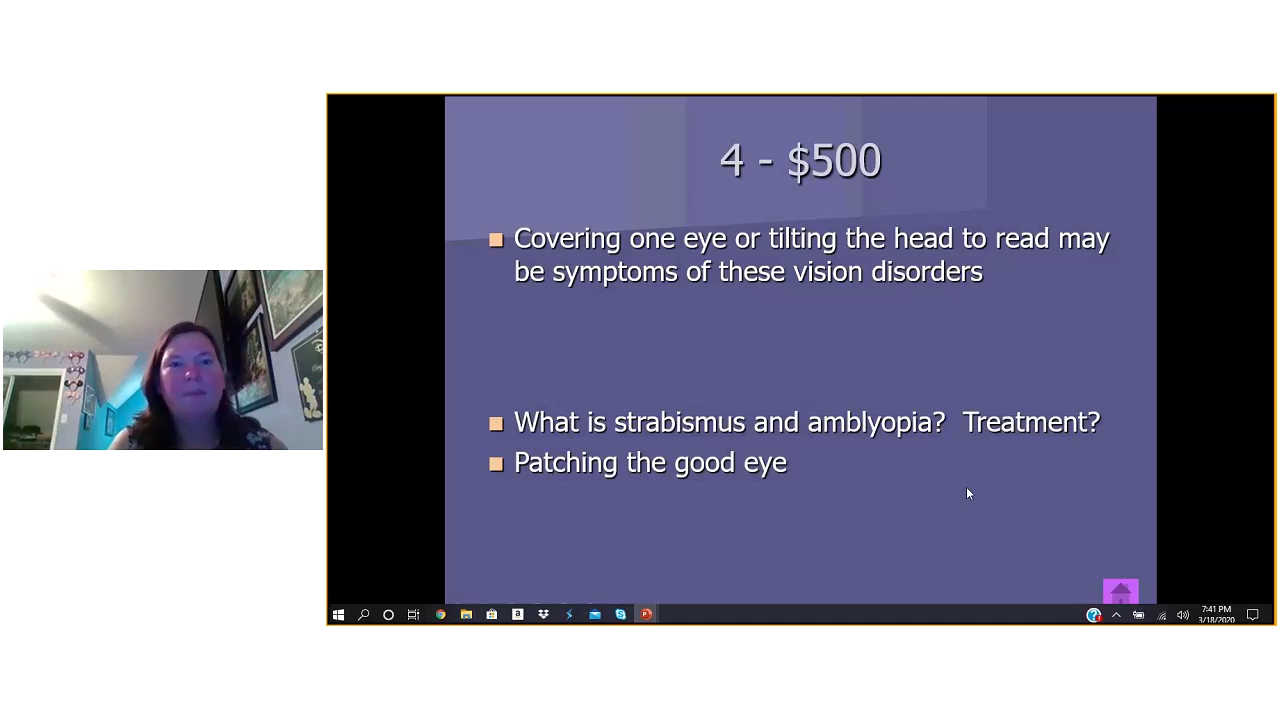 4 - $500
Covering one eye or tilting the head to read may
be symptoms of these vision disorders
What is strabismus and amblyopia?  Treatment?
Patching the good eye
7:41 PM
3/18/2020